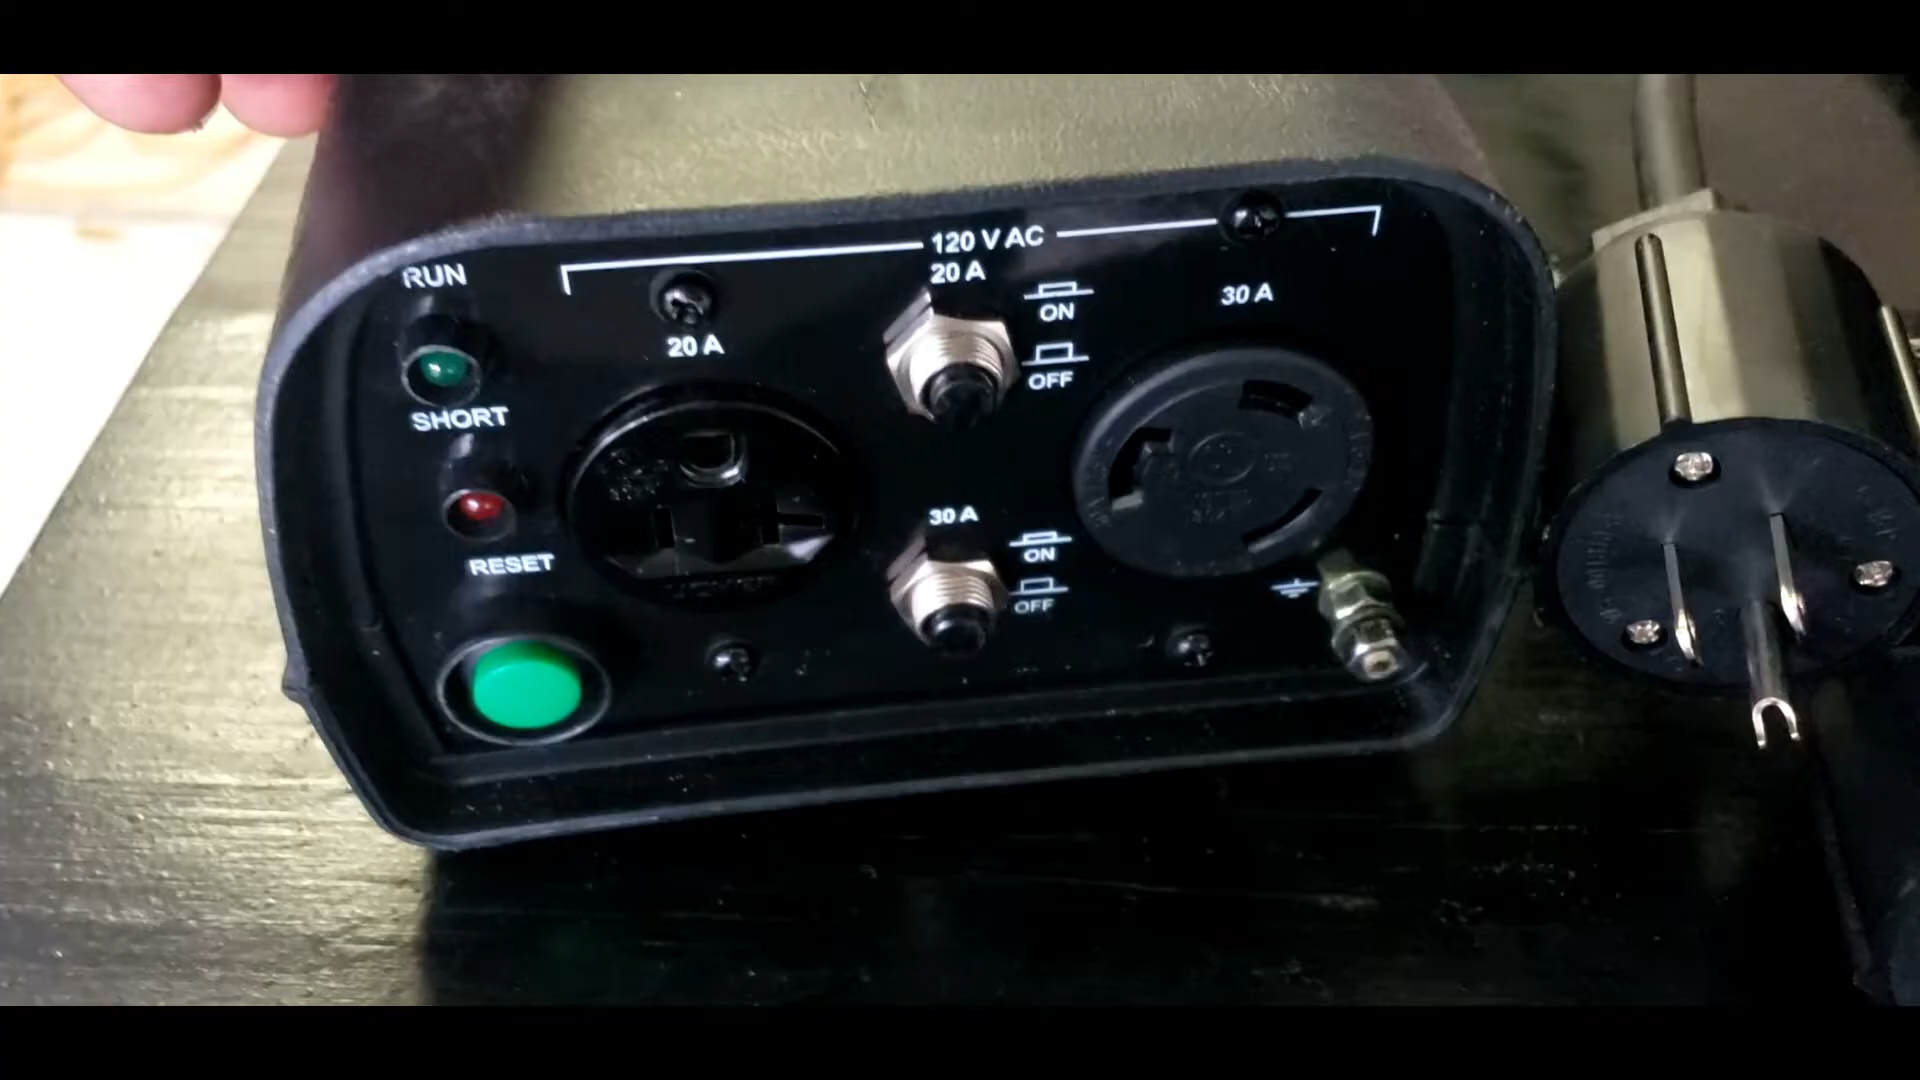 120 V AC
RUN
20 A
ON
OFF
30 A
20 A
SHORT
30 A
ON
OFF
RESET